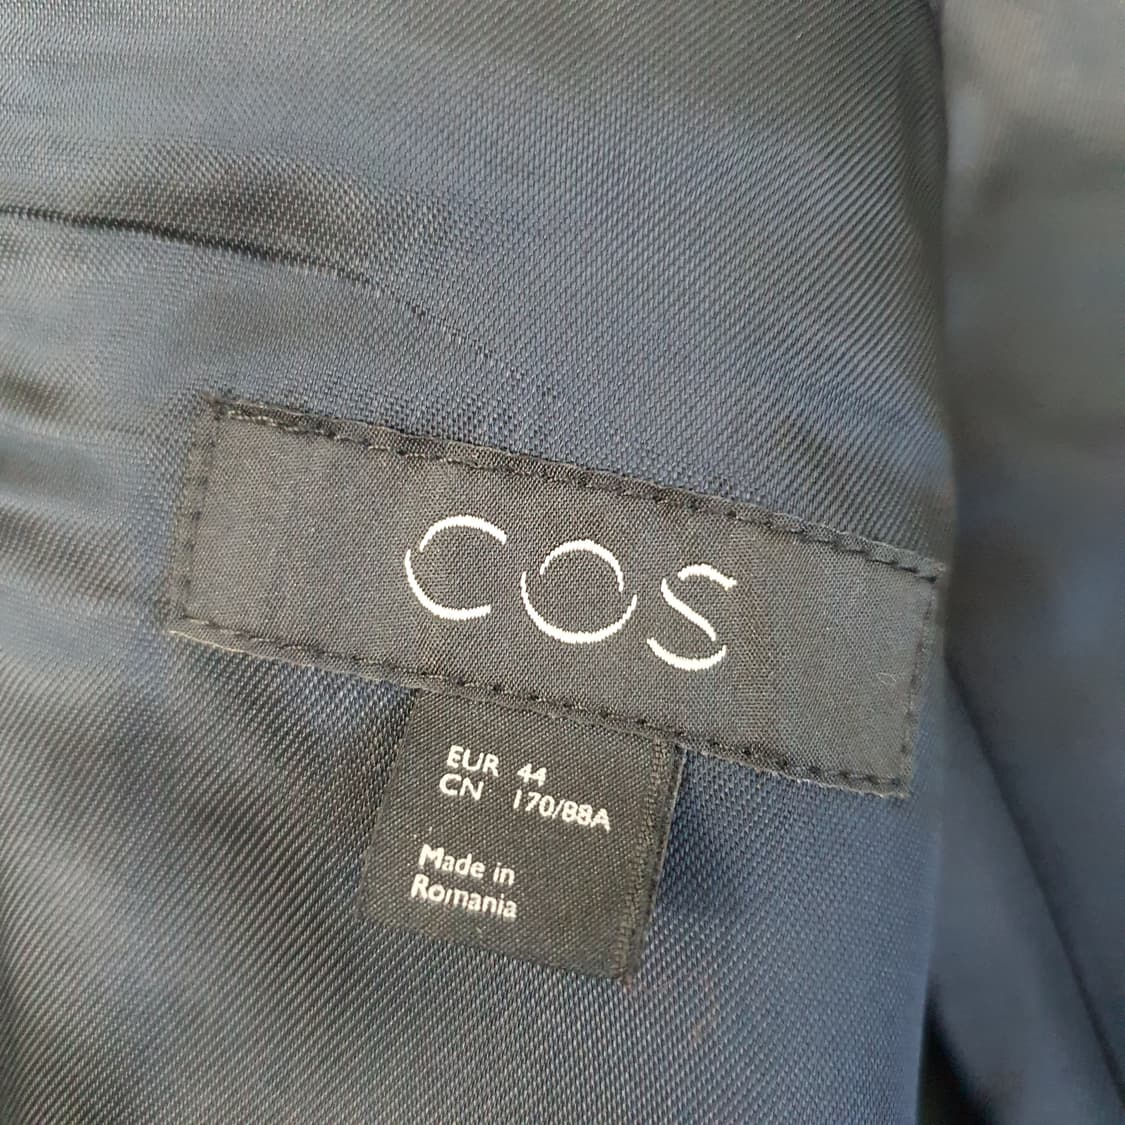 COS
EUR 44
CN 170/88A
Made in
Romania